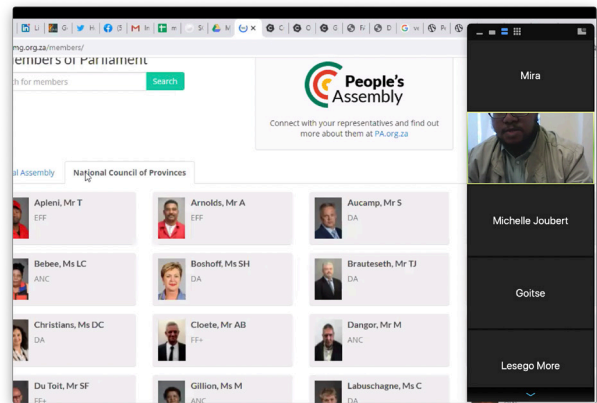 mg.org.za/members/
Members of Parliament
ch for members
Search
People's
Assembly
Connect with your representatives and find out
more about them at PA.org.za
al Assembly
National Council of Provinces
Apleni, Mr T
EFF
Arnolds, Mr A
EFF
Aucamp, Mr S
DA
Bebee, Ms LC
ANC
Boshoff, Ms SH
DA
Brauteseth, Mr TJ
DA
Christians, Ms DC
DA
Cloete, Mr AB
FF+
Dangor, Mr M
ANC
Du Toit, Mr SF
FF+
Gillion, Ms M
ANC
Labuschagne, Ms C
DA
Mira
Michelle Joubert
Goitse
Lesego More